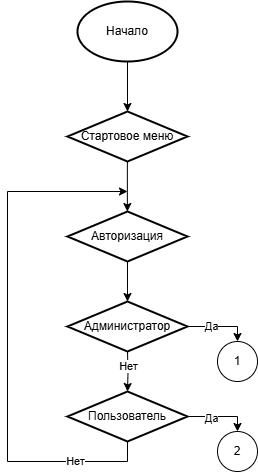 Начало
Стартовое меню
Авторизация
Администратор
Да
1
Нет
Пользователь
Да
2
Нет